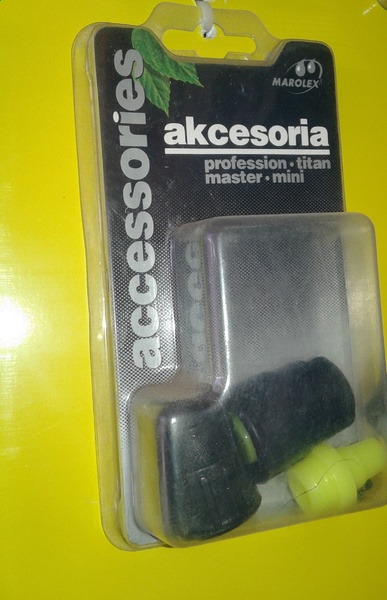 accessories
MAROLEX
akcesoria
profession • titan
master • mini